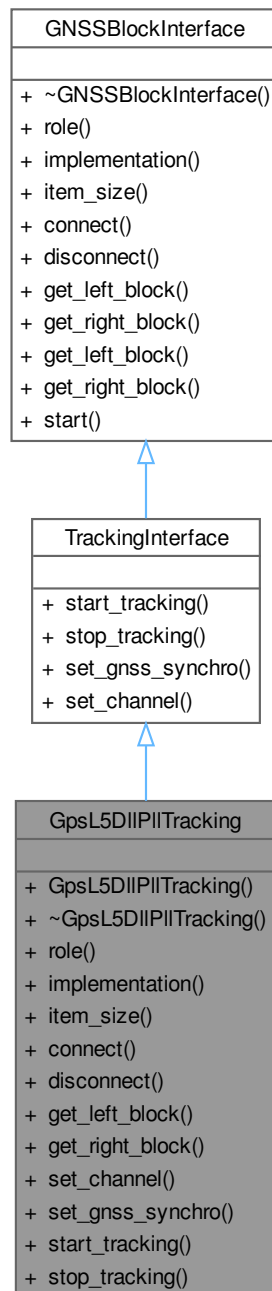 GNSSBlockInterface
+ ~GNSSBlockInterface()
+ role()
+ implementation()
+ item_size()
+ connect()
+ disconnect()
+ get_left_block()
+ get_right_block()
+ get_left_block()
+ get_right_block()
+ start()
TrackingInterface
+ start_tracking()
+ stop_tracking()
+ set_gnss_synchro()
+ set_channel()
GpsL5DllPllTracking
+ GpsL5DllPllTracking()
+ ~GpsL5DllPllTracking()
+ role()
+ implementation()
+ item_size()
+ connect()
+ disconnect()
+ get_left_block()
+ get_right_block()
+ set_channel()
+ set_gnss_synchro()
+ start_tracking()
+ stop_tracking()